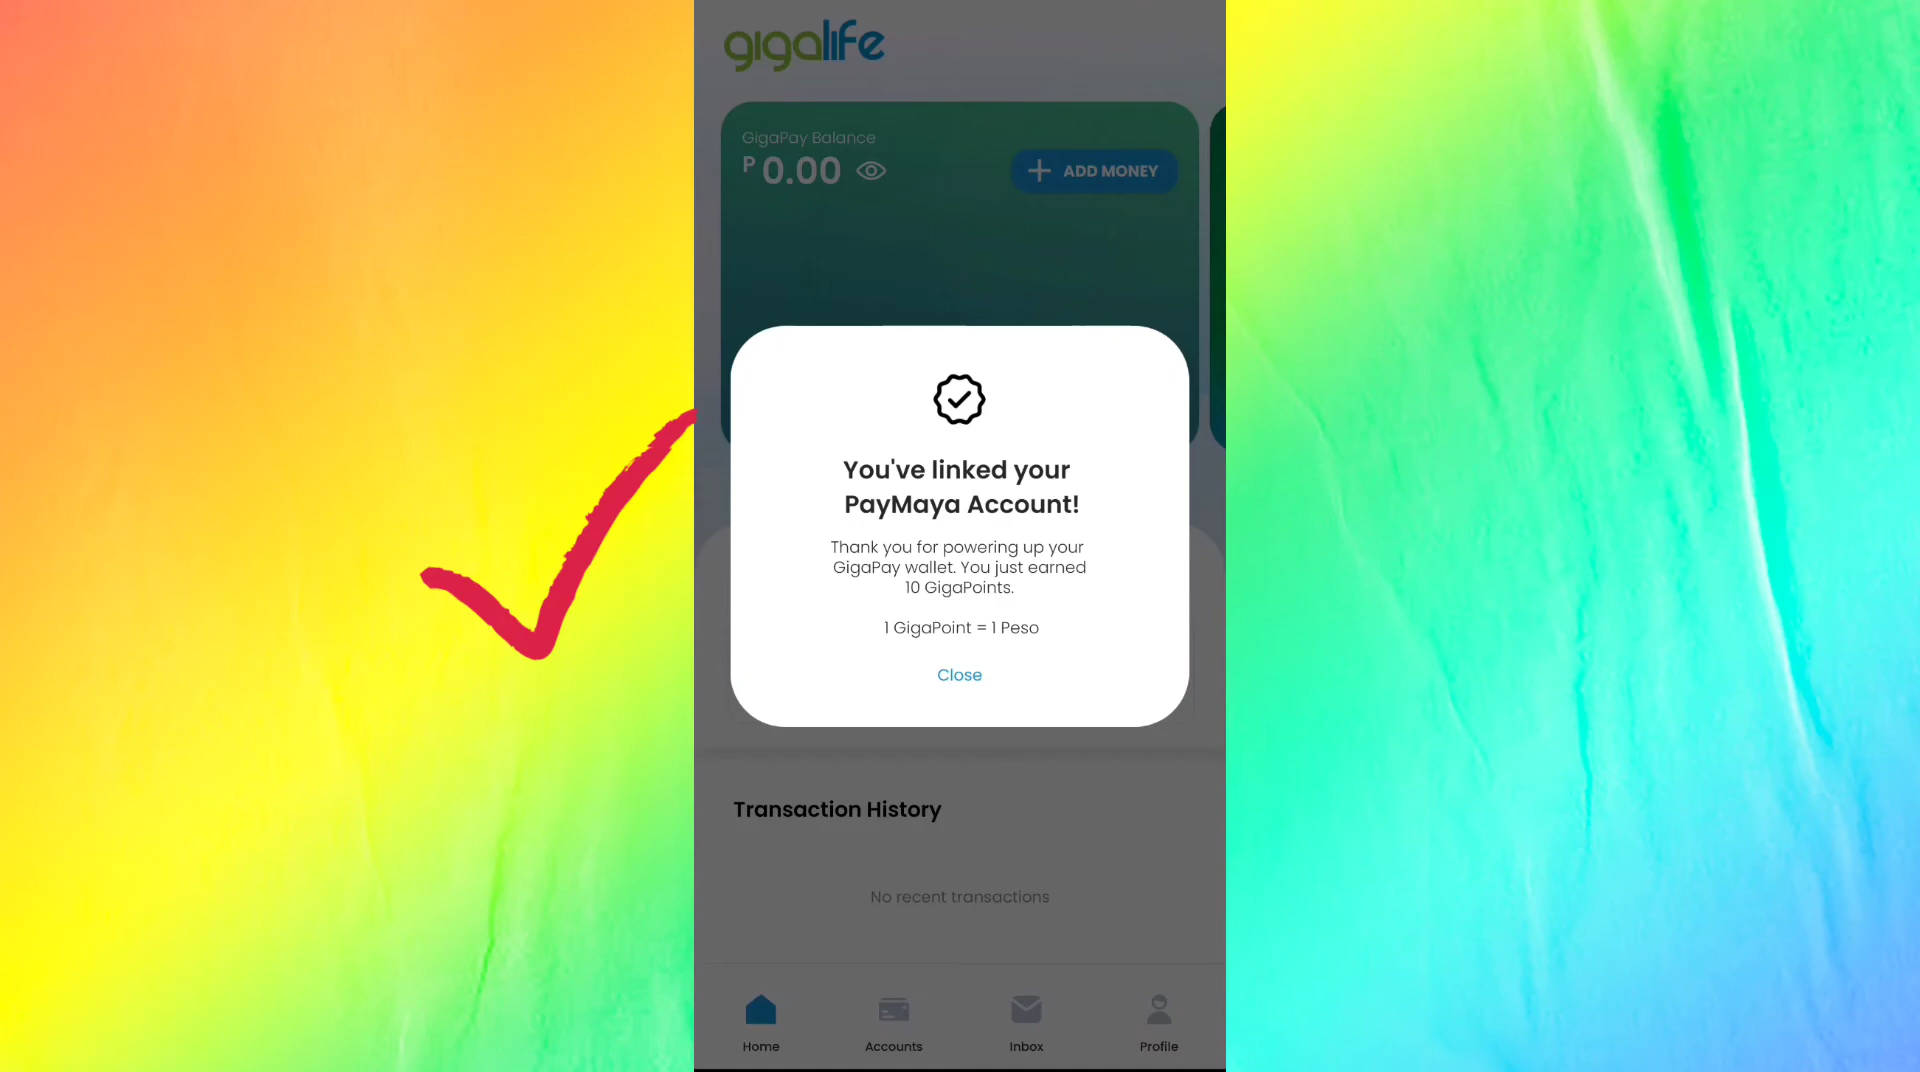 gigalife
GigaPay Balance
P 0.00
ADD MONEY
You've linked your
PayMaya Account!
Thank you for powering up your
GigaPay wallet. You just earned
10 GigaPoints.
1 GigaPoint = 1 Peso
Close
Transaction History
No recent transactions
Home
Accounts
Inbox
Profile